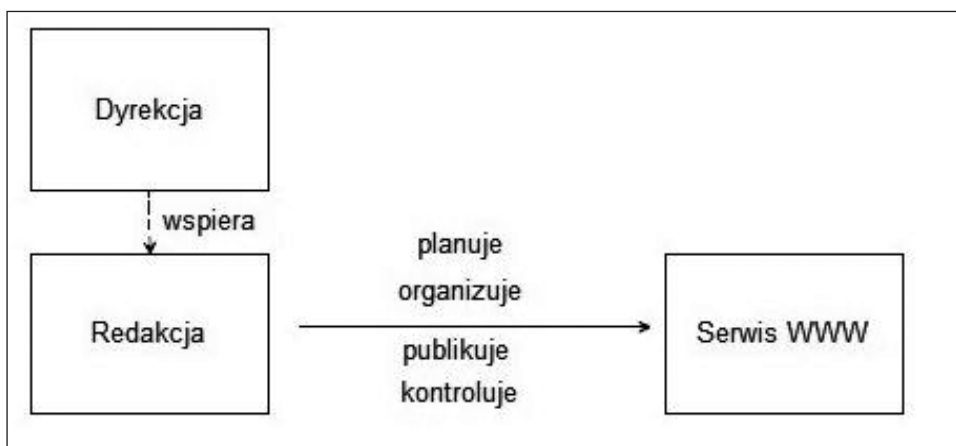 Dyrekcja
wspiera
planuje
organizuje
Redakcja
Serwis WWW
publikuje
kontroluje